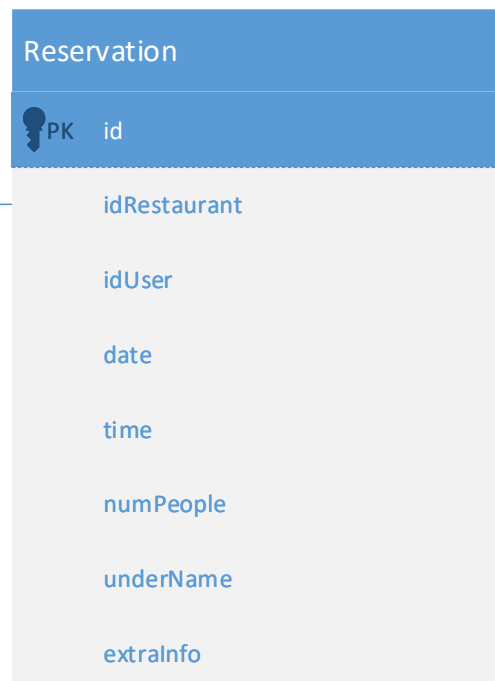 Reservation
PK id
idRestaurant
idUser
date
time
numPeople
underName
extraInfo